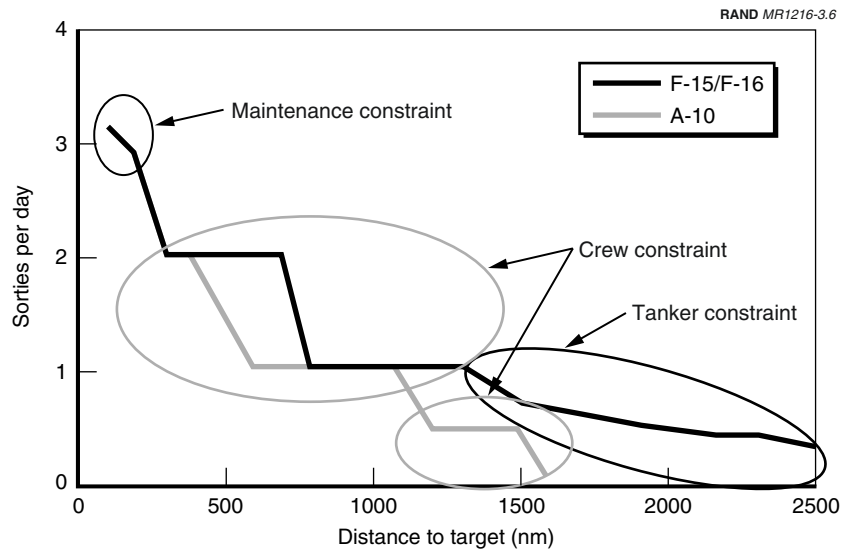 RAND MR1216-3.6
4
3
2
1
0
Sorties per day
Maintenance constraint
F-15/F-16
A-10
Crew constraint
Tanker constraint
0 500 1000 1500 2000 2500
Distance to target (nm)